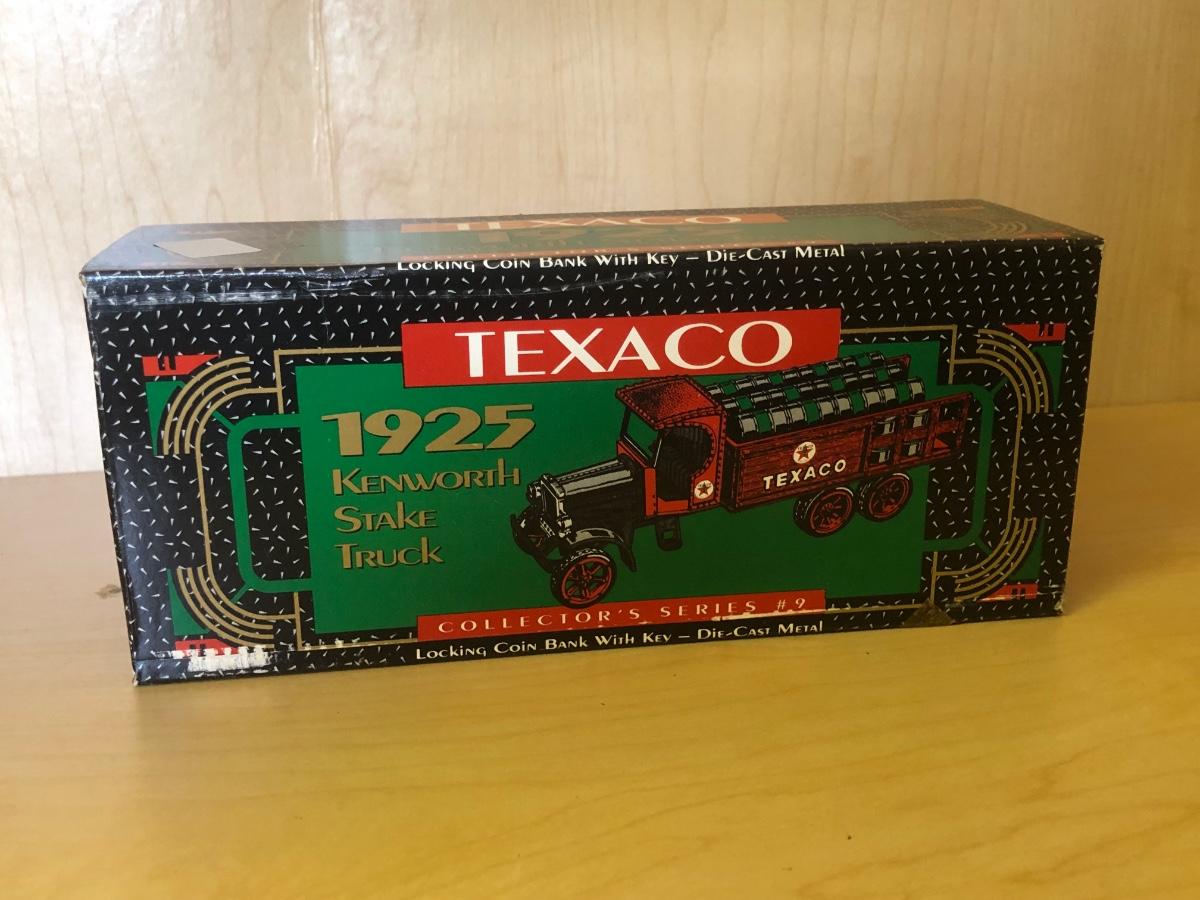 TEXACO
LOCKING COIN BANK WITH KEY – DIE-CAST METAL
TEXACO
1925
KENWORTH
STAKE
TRUCK
TEXACO
COLLECTOR'S SERIES #9
LOCKING COIN BANK WITH KEY – DIE-CAST METAL